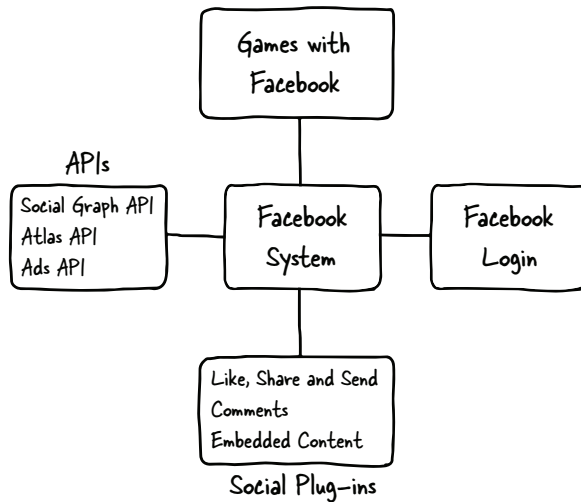 Games with
Facebook
APIs
Social Graph API
Atlas API
Ads API
Facebook
System
Facebook
Login
Like, Share and Send
Comments
Embedded Content
Social Plug-ins